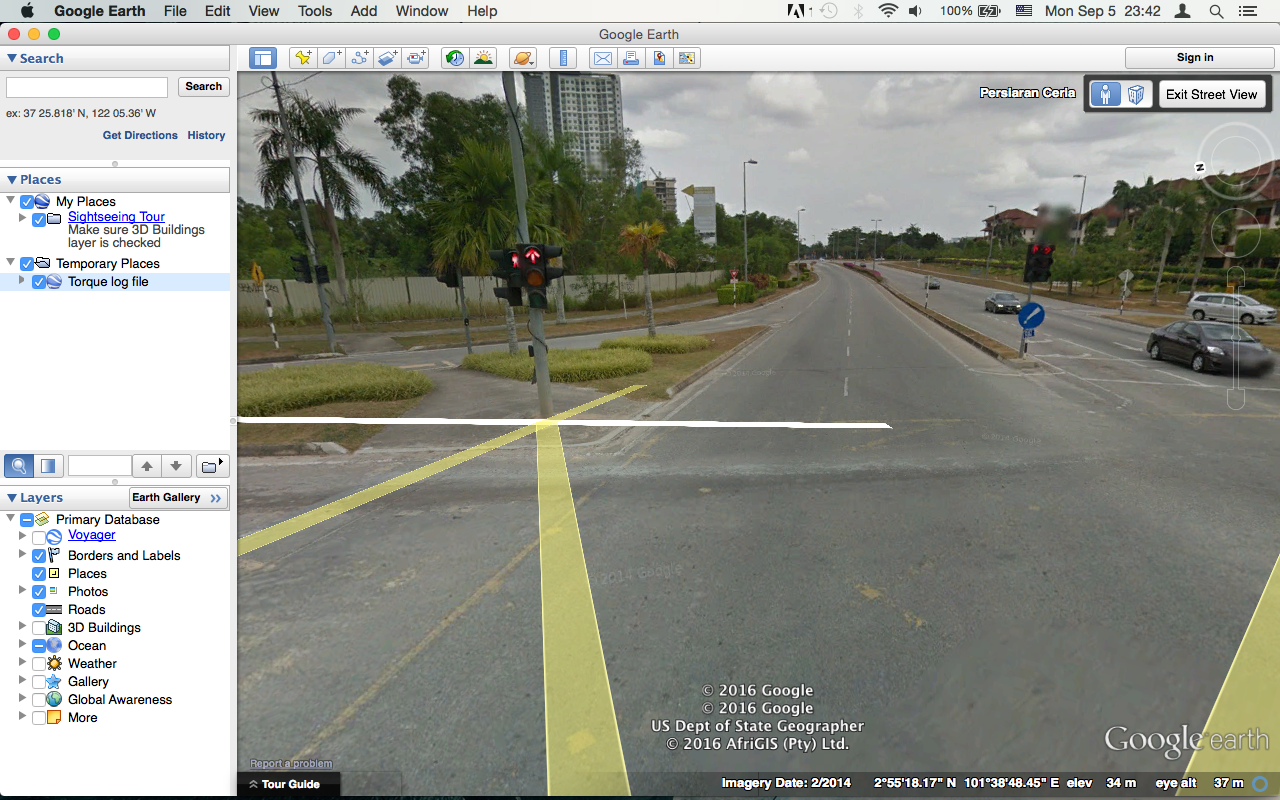 Google Earth File Edit View Tools Add Window Help 1 100% Mon Sep 5 23:42
Google Earth
Search
Sign in
Search
ex: 37 25.818' N, 122 05.36' W
Get Directions History
Persiaran Ceria
Exit Street View
N
Places
My Places
Sightseeing Tour
Make sure 3D Buildings
layer is checked
Temporary Places
Torque log file
Layers
Earth Gallery >>
Primary Database
Voyager
Borders and Labels
Places
Photos
Roads
3D Buildings
Ocean
Weather
Gallery
Global Awareness
More
2014 Google
© 2016 Google
© 2016 Google
US Dept of State Geographer
© 2016 AfriGIS (Pty) Ltd.
Google earth
Report a problem
Tour Guide
Imagery Date: 2/2014 2°55'18.17" N 101°38'48.45" E elev 34 m eye alt 37 m